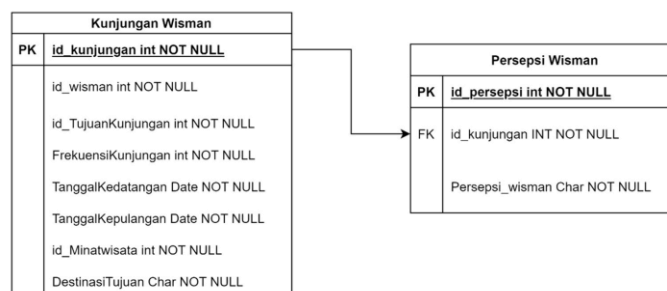 Kunjungan Wisman
PK id_kunjungan int NOT NULL
id_wisman int NOT NULL
id_TujuanKunjungan int NOT NULL
FrekuensiKunjungan int NOT NULL
TanggalKedatangan Date NOT NULL
TanggalKepulangan Date NOT NULL
id_Minatwisata int NOT NULL
DestinasiTujuan Char NOT NULL
Persepsi Wisman
PK id_persepsi int NOT NULL
FK id_kunjungan INT NOT NULL
Persepsi_wisman Char NOT NULL